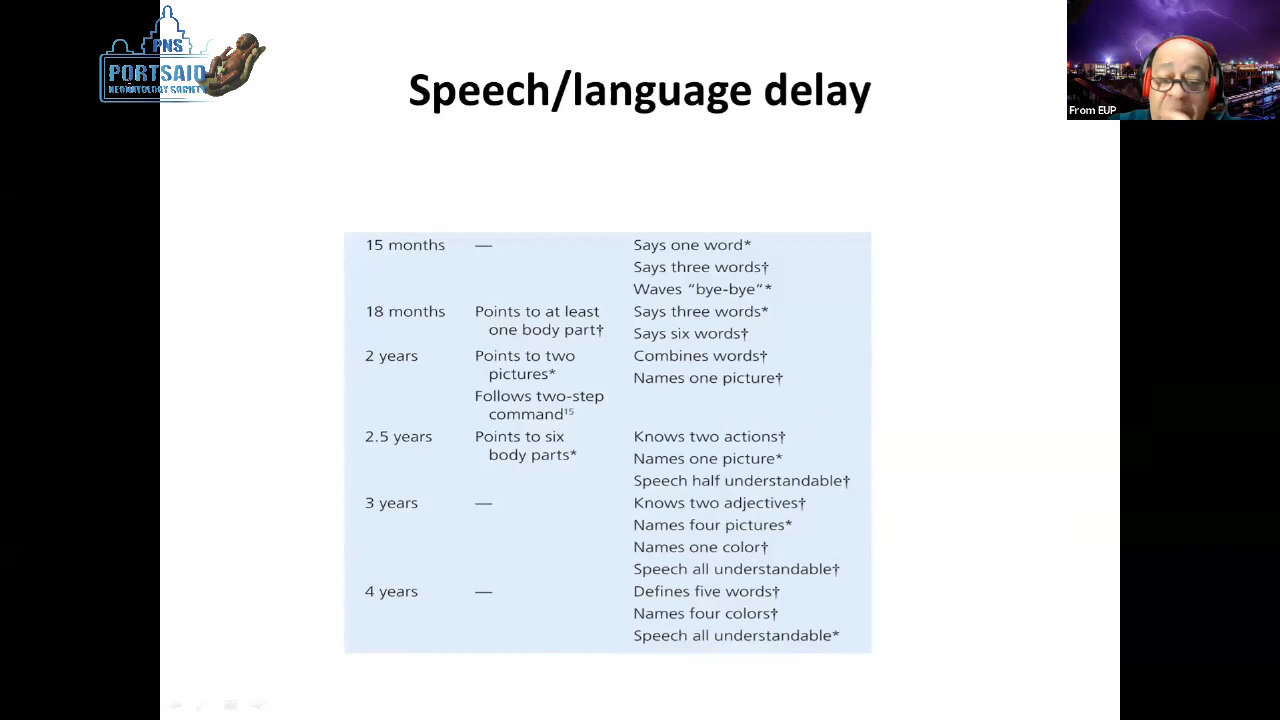 PNS
PORTSAID
NEONATOLOGY SOCIETY
Speech/language delay
From EUP
15 months — Says one word*
Says three words†
Waves “bye-bye”*
18 months Points to at least one body part† Says three words*
Says six words†
2 years Points to two pictures* Combines words†
Names one picture†
Follows two-step command¹⁵
2.5 years Points to six body parts* Knows two actions†
Names one picture*
Speech half understandable†
3 years — Knows two adjectives†
Names four pictures*
Names one color†
Speech all understandable†
4 years — Defines five words†
Names four colors†
Speech all understandable*